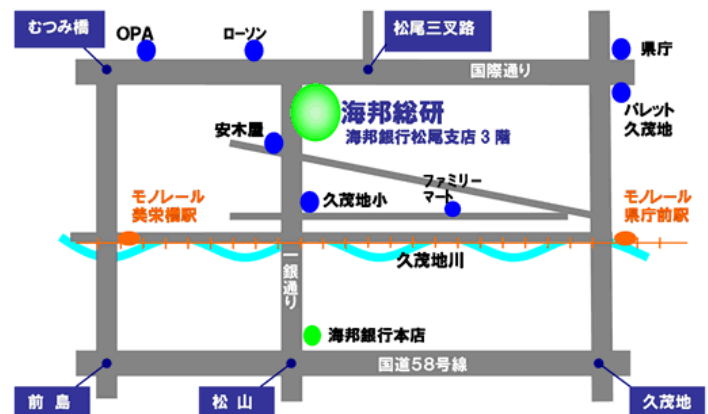 むつみ橋
OPA
ローソン
松尾三叉路
県庁
国際通り
パレット
久茂地
海邦総研
海邦銀行松尾支店3階
安木屋
ファミリー
マート
モノレール
美栄橋駅
久茂地小
モノレール
県庁前駅
一銀通り
久茂地川
海邦銀行本店
国道58号線
前島
松山
久茂地